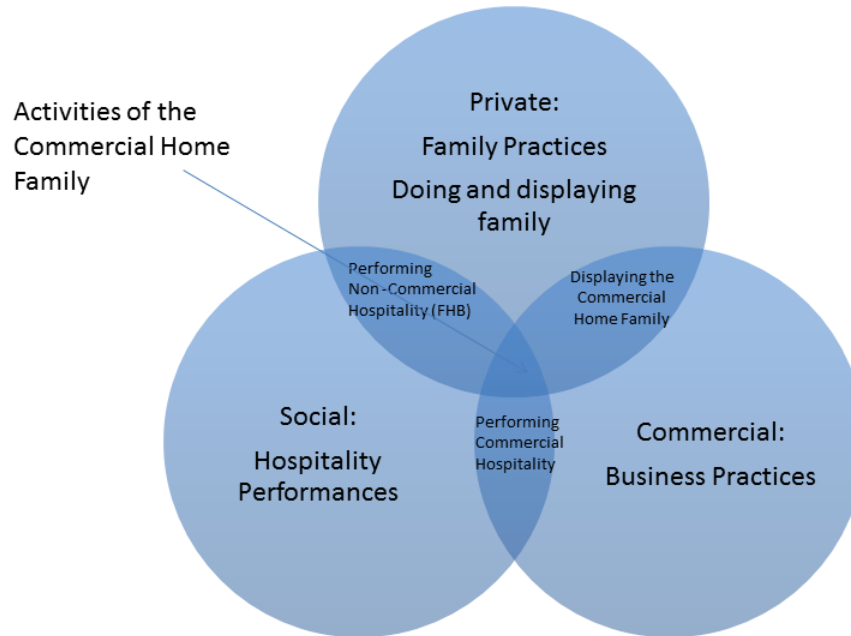 Activities of the
Commercial Home
Family
Private:
Family Practices
Doing and displaying
family
Performing
Non -Commercial
Hospitality (FHB)
Displaying the
Commercial
Home Family
Social:
Hospitality
Performances
Performing
Commercial
Hospitality
Commercial:
Business Practices